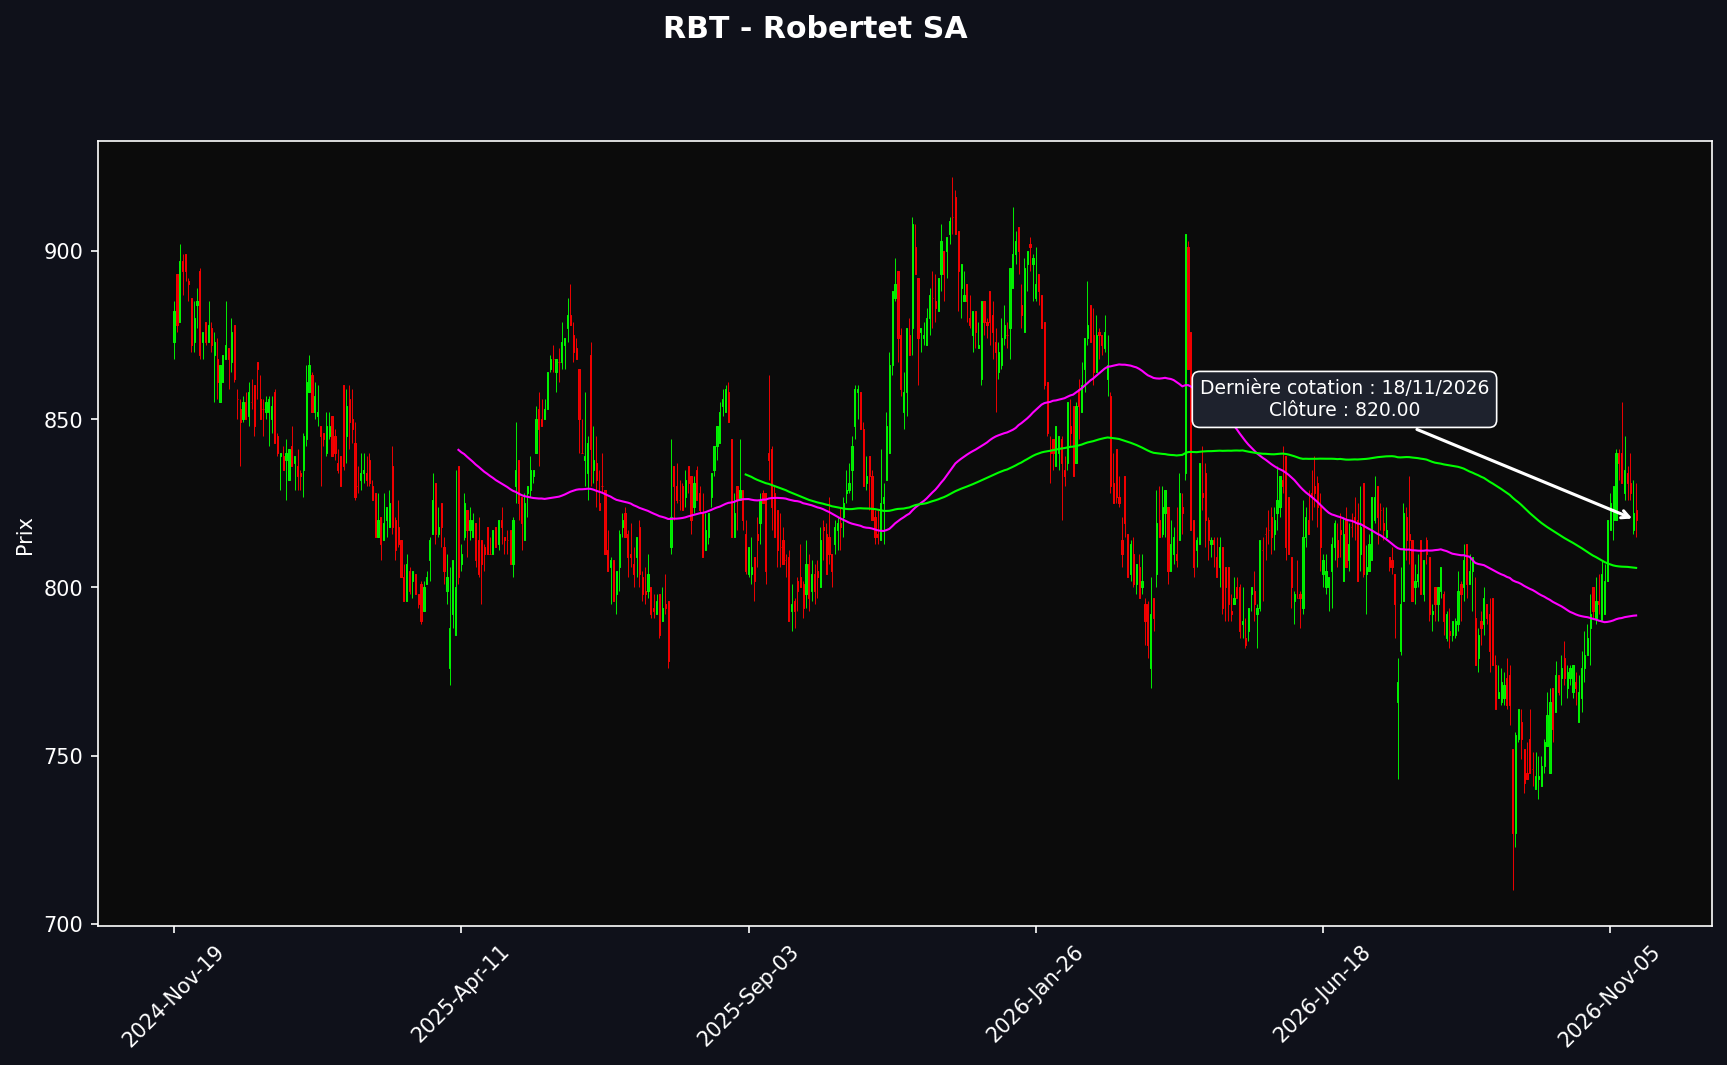 RBT - Robertet SA
Prix
900
850
800
750
700
Dernière cotation : 18/11/2026
Clôture : 820.00
2024-Nov-19
2025-Apr-11
2025-Sep-03
2026-Jan-26
2026-Jun-18
2026-Nov-05